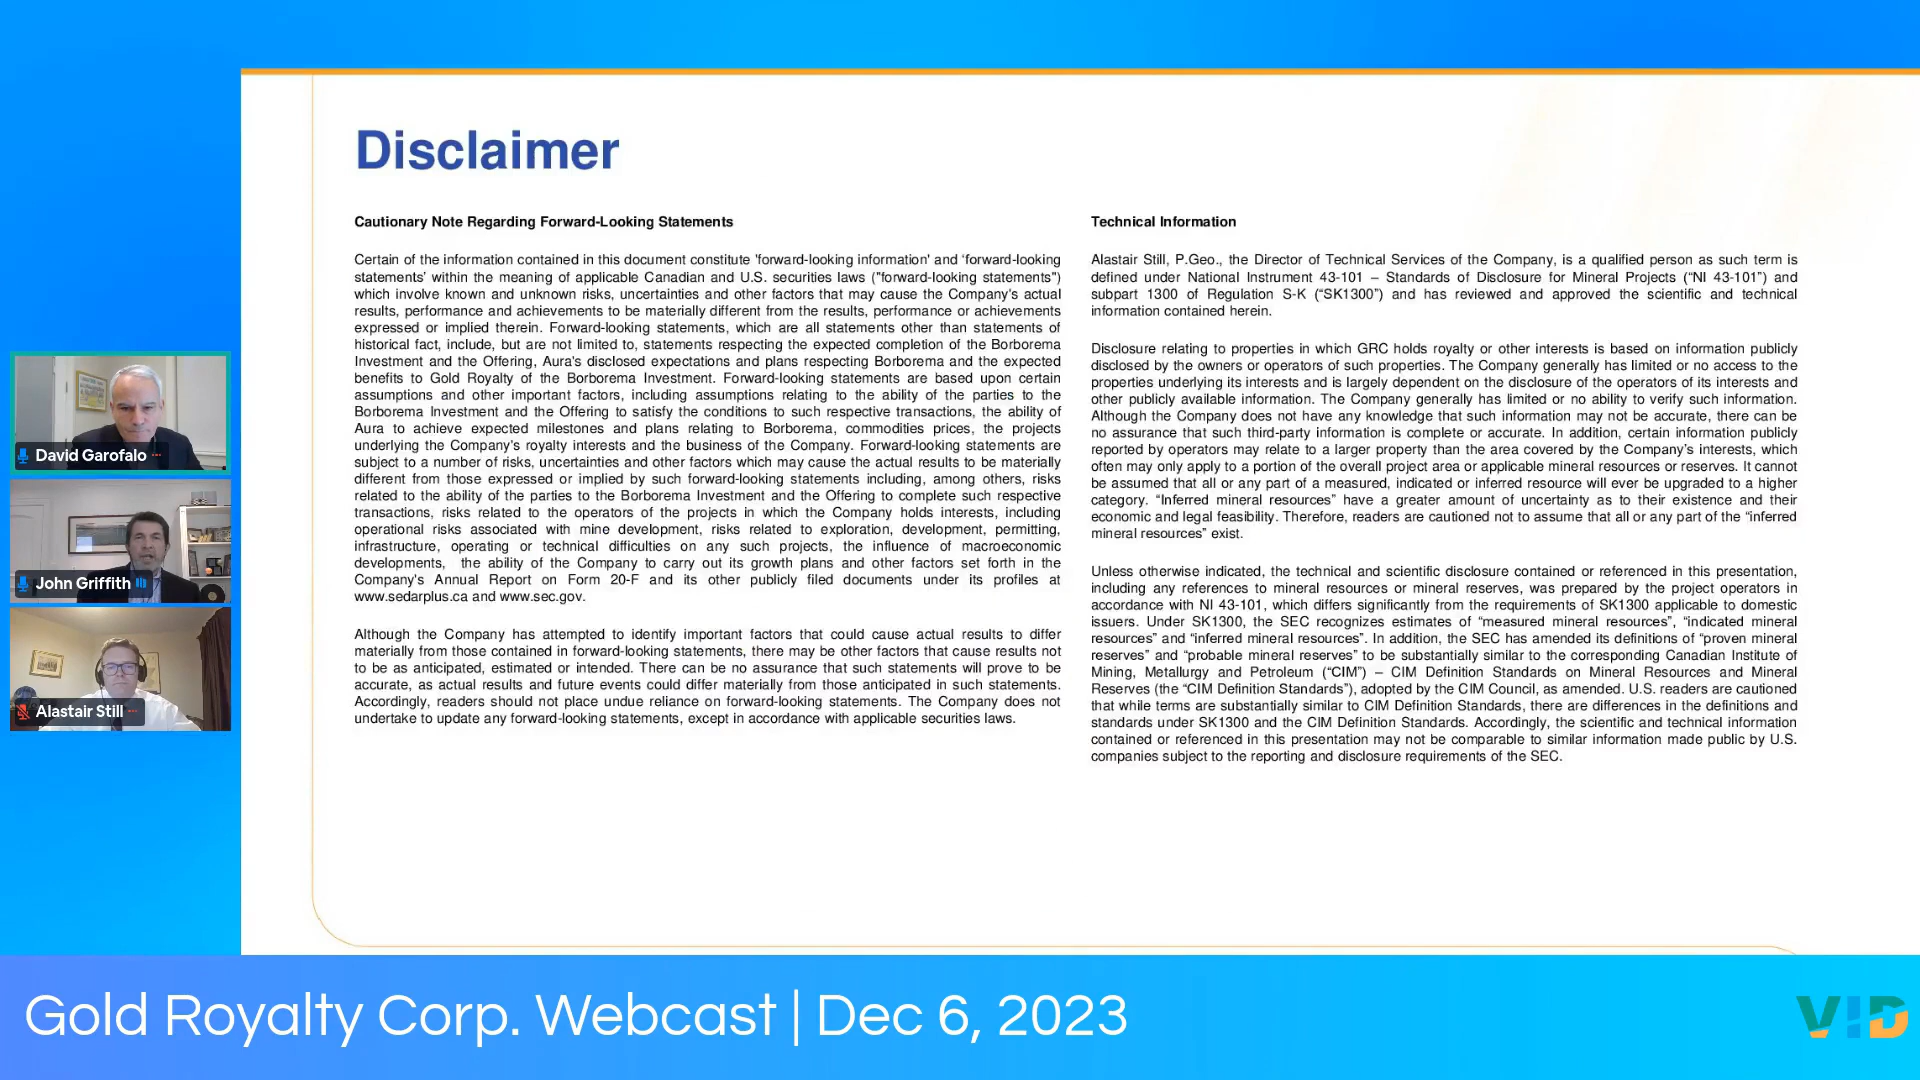 Disclaimer
Cautionary Note Regarding Forward-Looking Statements
Certain of the information contained in this document constitute 'forward-looking information' and 'forward-looking
statements' within the meaning of applicable Canadian and U.S. securities laws ("forward-looking statements")
which involve known and unknown risks, uncertainties and other factors that may cause the Company's actual
results, performance and achievements to be materially different from the results, performance or achievements
expressed or implied therein. Forward-looking statements, which are all statements other than statements of
historical fact, include, but are not limited to, statements respecting the expected completion of the Borborema
Investment and the Offering, Aura's disclosed expectations and plans respecting Borborema and the expected
benefits to Gold Royalty of the Borborema Investment. Forward-looking statements are based upon certain
assumptions and other important factors, including assumptions relating to the ability of the parties to the
Borborema Investment and the Offering to satisfy the conditions to such respective transactions, the ability of
Aura to achieve expected milestones and plans relating to Borborema, commodities prices, the projects
underlying the Company's royalty interests and the business of the Company. Forward-looking statements are
subject to a number of risks, uncertainties and other factors which may cause the actual results to be materially
different from those expressed or implied by such forward-looking statements including, among others, risks
related to the ability of the parties to the Borborema Investment and the Offering to complete such respective
transactions, risks related to the operators of the projects in which the Company holds interests, including
operational risks associated with mine development, risks related to exploration, development, permitting,
infrastructure, operating or technical difficulties on any such projects, the influence of macroeconomic
developments, the ability of the Company to carry out its growth plans and other factors set forth in the
Company's Annual Report on Form 20-F and its other publicly filed documents under its profiles at
www.sedarplus.ca and www.sec.gov.
Although the Company has attempted to identify important factors that could cause actual results to differ
materially from those contained in forward-looking statements, there may be other factors that cause results not
to be as anticipated, estimated or intended. There can be no assurance that such statements will prove to be
accurate, as actual results and future events could differ materially from those anticipated in such statements.
Accordingly, readers should not place undue reliance on forward-looking statements. The Company does not
undertake to update any forward-looking statements, except in accordance with applicable securities laws.
Technical Information
Alastair Still, P.Geo., the Director of Technical Services of the Company, is a qualified person as such term is
defined under National Instrument 43-101 – Standards of Disclosure for Mineral Projects (“NI 43-101”) and
subpart 1300 of Regulation S-K (“SK1300”) and has reviewed and approved the scientific and technical
information contained herein.
Disclosure relating to properties in which GRC holds royalty or other interests is based on information publicly
disclosed by the owners or operators of such properties. The Company generally has limited or no access to the
properties underlying its interests and is largely dependent on the disclosure of the operators of its interests and
other publicly available information. The Company generally has limited or no ability to verify such information.
Although the Company does not have any knowledge that such information may not be accurate, there can be
no assurance that such third-party information is complete or accurate. In addition, certain information publicly
reported by operators may relate to a larger property than the area covered by the Company's interests, which
often may only apply to a portion of the overall project area or applicable mineral resources or reserves. It cannot
be assumed that all or any part of a measured, indicated or inferred resource will ever be upgraded to a higher
category. “Inferred mineral resources” have a greater amount of uncertainty as to their existence and their
economic and legal feasibility. Therefore, readers are cautioned not to assume that all or any part of the “inferred
mineral resources” exist.
Unless otherwise indicated, the technical and scientific disclosure contained or referenced in this presentation,
including any references to mineral resources or mineral reserves, was prepared by the project operators in
accordance with NI 43-101, which differs significantly from the requirements of SK1300 applicable to domestic
issuers. Under SK1300, the SEC recognizes estimates of “measured mineral resources”, “indicated mineral
resources” and “inferred mineral resources”. In addition, the SEC has amended its definitions of “proven mineral
reserves” and “probable mineral reserves” to be substantially similar to the corresponding Canadian Institute of
Mining, Metallurgy and Petroleum (“CIM”) – CIM Definition Standards on Mineral Resources and Mineral
Reserves (the “CIM Definition Standards”), adopted by the CIM Council, as amended. U.S. readers are cautioned
that while terms are substantially similar to CIM Definition Standards, there are differences in the definitions and
standards under SK1300 and the CIM Definition Standards. Accordingly, the scientific and technical information
contained or referenced in this presentation may not be comparable to similar information made public by U.S.
companies subject to the reporting and disclosure requirements of the SEC.
David Garofalo
John Griffith
Alastair Still
Gold Royalty Corp. Webcast | Dec 6, 2023
VID